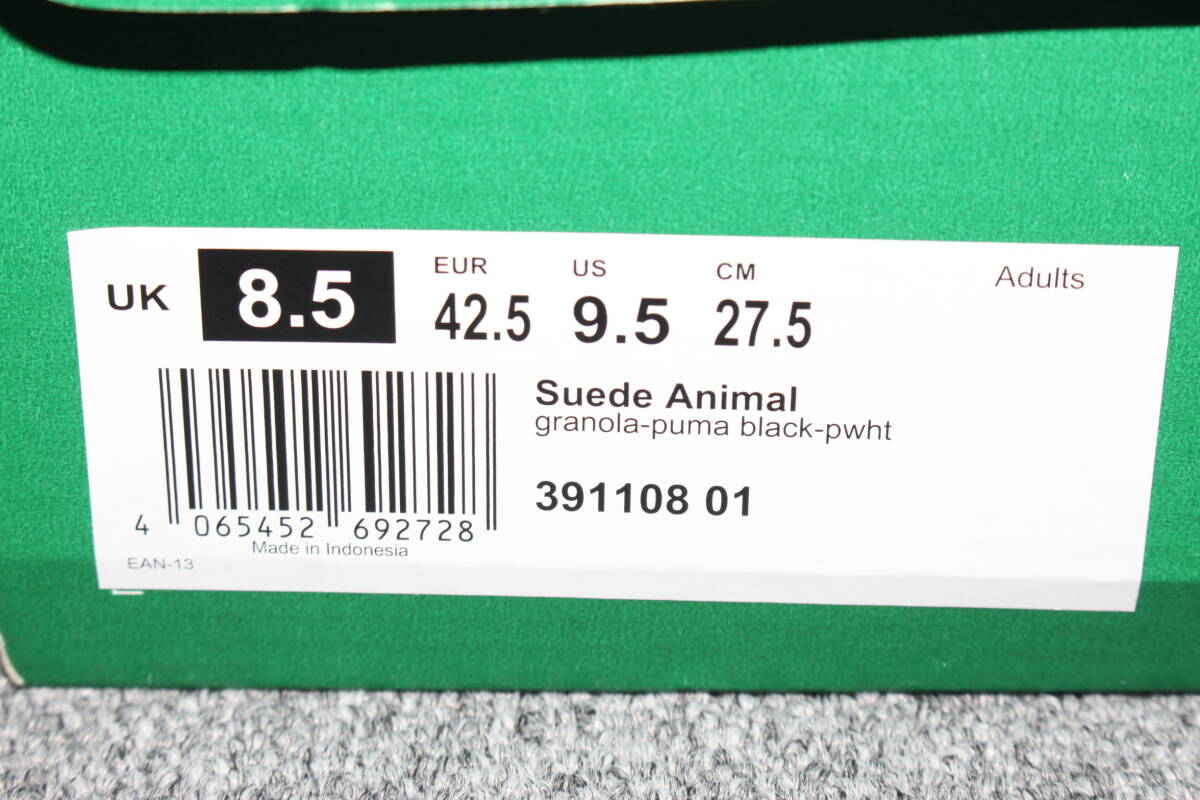 UK 8.5 EUR 42.5 US 9.5 CM 27.5 Adults
Suede Animal
granola-puma black-pwht
391108 01
4 065452 692728
Made in Indonesia
EAN-13